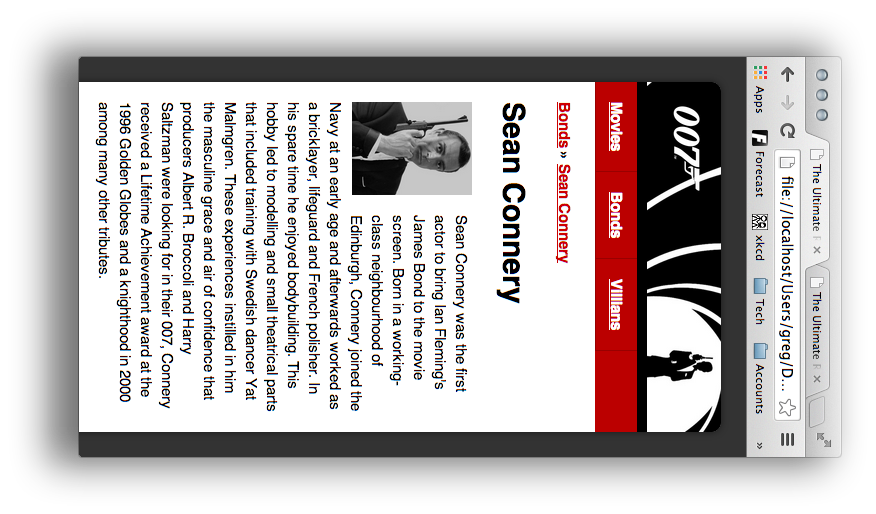 The Ultimate F
The Ultimate F
file://localhost/Users/greg/D...
Apps
Forecast
xkcd
Tech
Accounts
»
007
Movies
Bonds
Villians
Bonds » Sean Connery
Sean Connery
Sean Connery was the first
actor to bring Ian Fleming's
James Bond to the movie
screen. Born in a working-
class neighbourhood of
Edinburgh, Connery joined the
Navy at an early age and afterwards worked as
a bricklayer, lifeguard and French polisher. In
his spare time he enjoyed bodybuilding. This
hobby led to modelling and small theatrical parts
that included training with Swedish dancer Yat
Malmgren. These experiences instilled in him
the masculine grace and air of confidence that
producers Albert R. Broccoli and Harry
Saltzman were looking for in their 007, Connery
received a Lifetime Achievement award at the
1996 Golden Globes and a knighthood in 2000
among many other tributes.